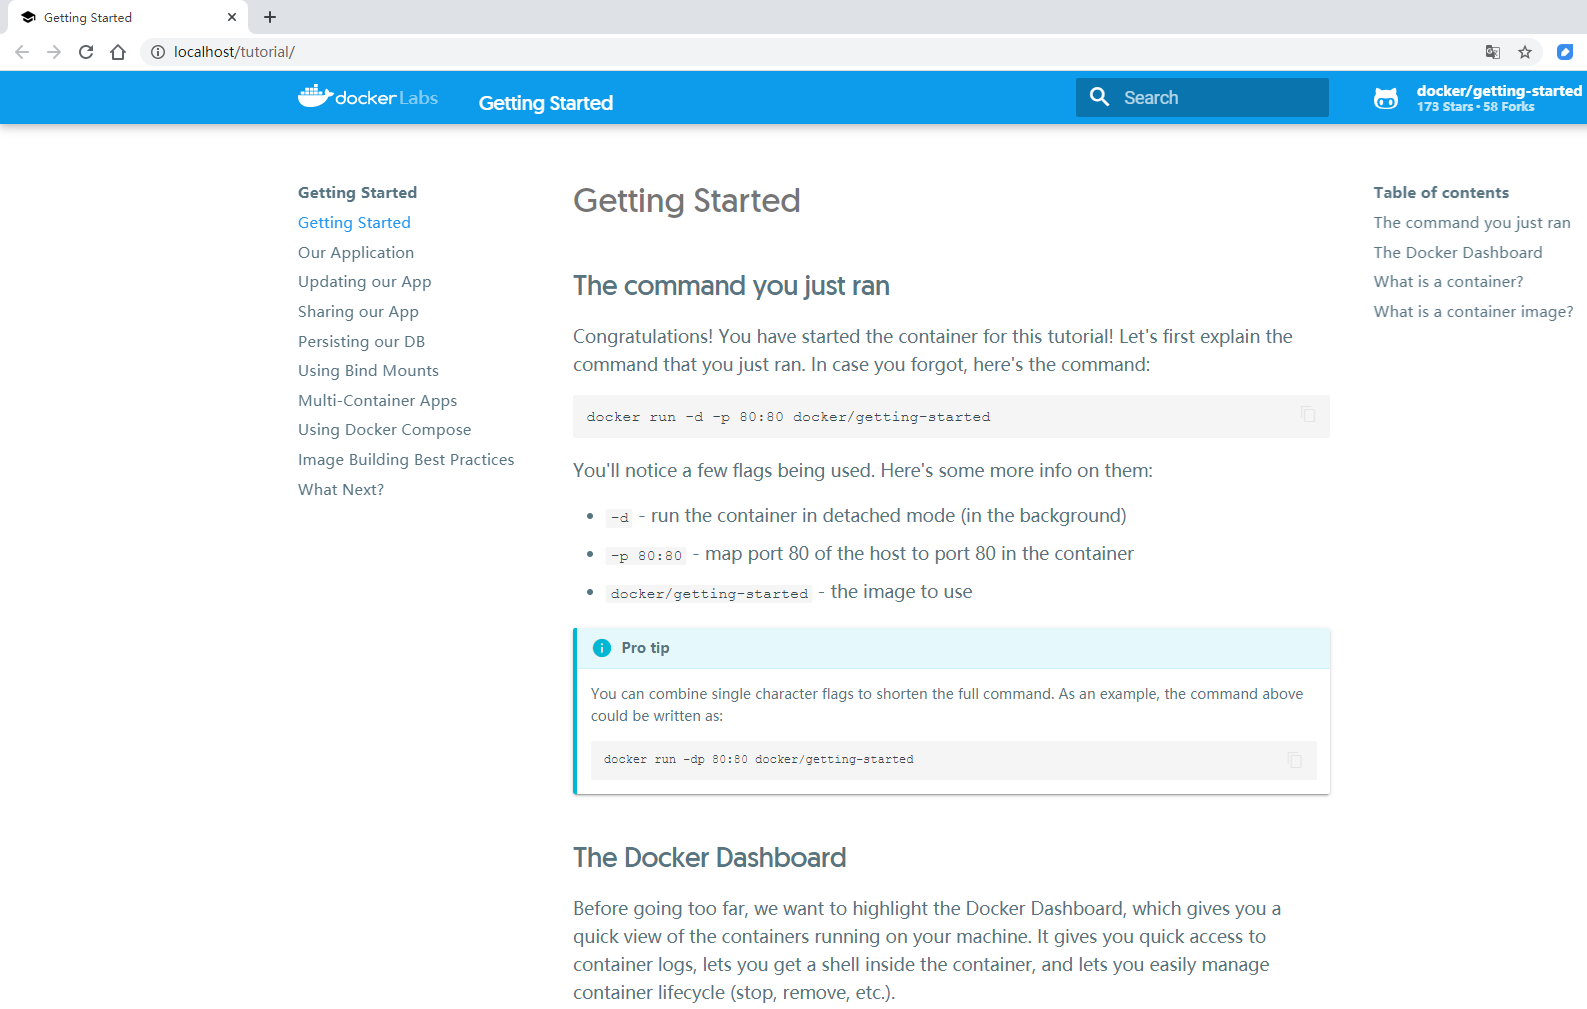 Getting Started
localhost/tutorial/
docker Labs
Getting Started
Search
docker/getting-started
173 Stars • 58 Forks
Getting Started
Getting Started
Our Application
Updating our App
Sharing our App
Persisting our DB
Using Bind Mounts
Multi-Container Apps
Using Docker Compose
Image Building Best Practices
What Next?
Getting Started
The command you just ran
Congratulations! You have started the container for this tutorial! Let's first explain the
command that you just ran. In case you forgot, here's the command:
docker run -d -p 80:80 docker/getting-started
You'll notice a few flags being used. Here's some more info on them:
• -d - run the container in detached mode (in the background)
• -p 80:80 - map port 80 of the host to port 80 in the container
• docker/getting-started - the image to use
Pro tip
You can combine single character flags to shorten the full command. As an example, the command above
could be written as:
docker run -dp 80:80 docker/getting-started
The Docker Dashboard
Before going too far, we want to highlight the Docker Dashboard, which gives you a
quick view of the containers running on your machine. It gives you quick access to
container logs, lets you get a shell inside the container, and lets you easily manage
container lifecycle (stop, remove, etc.).
Table of contents
The command you just ran
The Docker Dashboard
What is a container?
What is a container image?